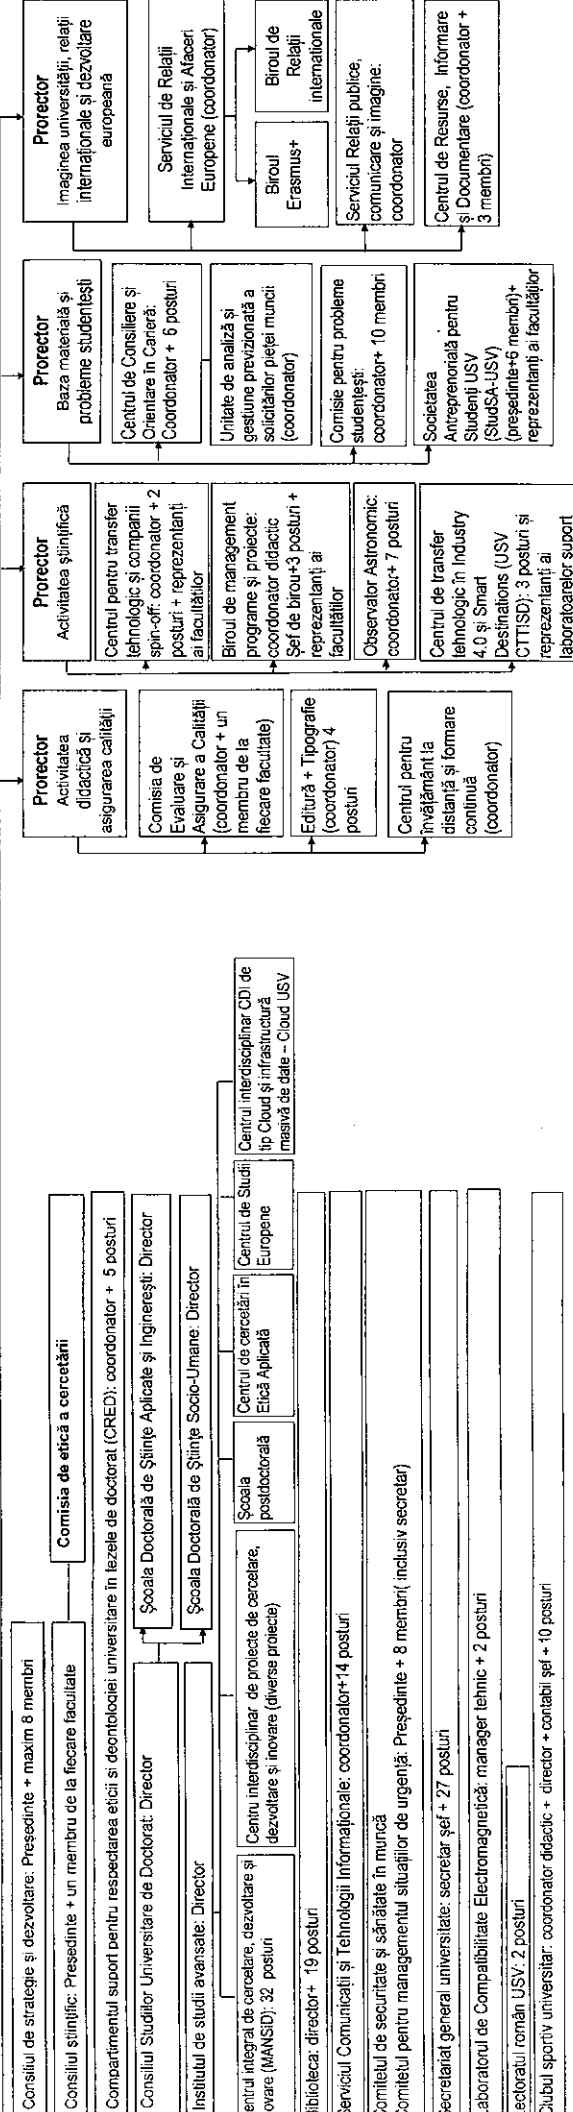 Consiliul de strategie și dezvoltare: Președinte + maxim 8 membri
Consiliul științific: Președinte + un membru de la fiecare facultate
Comisia de etică a cercetării
Compartimentul suport pentru respectarea eticii si deontologiei universitare în tezele de doctorat (CRED): coordonator + 5 posturi
Consiliul Studiilor Universitare de Doctorat: Director
Școala Doctorală de Științe Aplicate și Inginerești: Director
Școala Doctorală de Științe Socio-Umane: Director
Institutul de studii avansate: Director
entrul integrat de cercetare, dezvoltare și
ovare (MANSiD): 32 posturi
Centru interdisciplinar de proiecte de cercetare,
dezvoltare și inovare (diverse proiecte)
Școala
postdoctorală
Centrul de cercetări în
Etică Aplicată
Centrul de Studii
Europene
Centrul interdisciplinar CDI de
tip Cloud și infrastructură
masivă de date – Cloud USV
iblioteca: director+ 19 posturi
erviciul Comunicații și Tehnologii Informaționale: coordonator+14 posturi
omitetul de securitate și sănătate în muncă
omitetul pentru managementul situațiilor de urgență: Președinte + 8 membri( inclusiv secretar)
ecretariat general universitate: secretar șef + 27 posturi
aboratorul de Compatibilitate Electromagnetică: manager tehnic + 2 posturi
ectoratul român USV: 2 posturi
lubul sportiv universitar: coordonator didactic + director + contabil șef + 10 posturi
Prorector
Activitatea
didactică și
asigurarea calității
Comisia de
Evaluare și
Asigurare a Calității
(coordonator + un
membru de la
fiecare facultate)
Editură + Tipografie
(coordonator) 4
posturi
Centrul pentru
învățământ la
distanță și formare
continuă
(coordonator)
Prorector
Activitatea științifică
Centrul pentru transfer
tehnologic și companii
spin-off: coordonator + 2
posturi + reprezentanți
ai facultăților
Biroul de management
programe și proiecte:
coordonator didactic
Șef de birou+3 posturi +
reprezentanți ai
facultăților
Observator Astronomic:
coordonator+ 7 posturi
Centrul de transfer
tehnologic în Industry
4.0 și Smart
Destinations (USV
CTTISD): 3 posturi și
reprezentanți ai
laboratoarelor suport
Prorector
Baza materială și
probleme studențești
Centrul de Consiliere și
Orientare în Carieră:
Coordonator + 6 posturi
Unitate de analiză și
gestiune previzionată a
solicitărilor pieței muncii
(coordonator)
Comisie pentru probleme
studențești:
coordonator+ 10 membri
Societatea
Antreprenorială pentru
Studenți USV
(StudSA-USV)
(președinte+6 membri)+
reprezentanți ai facultăților
Prorector
Imaginea universității, relații
internaționale și dezvoltare
europeană
Serviciul de Relații
Internaționale și Afaceri
Europene (coordonator)
Biroul
Erasmus+
Biroul de
Relații
internationale
Serviciul Relații publice,
comunicare și imagine:
coordonator
Centrul de Resurse, Informare
și Documentare (coordonator +
3 membri)